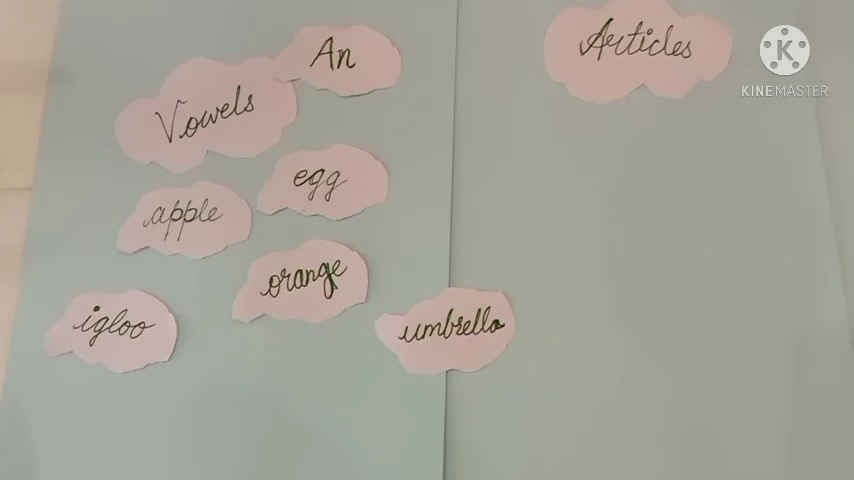 An
Articles
Vowels
egg
apple
orange
igloo
umbrella
KINEMASTER